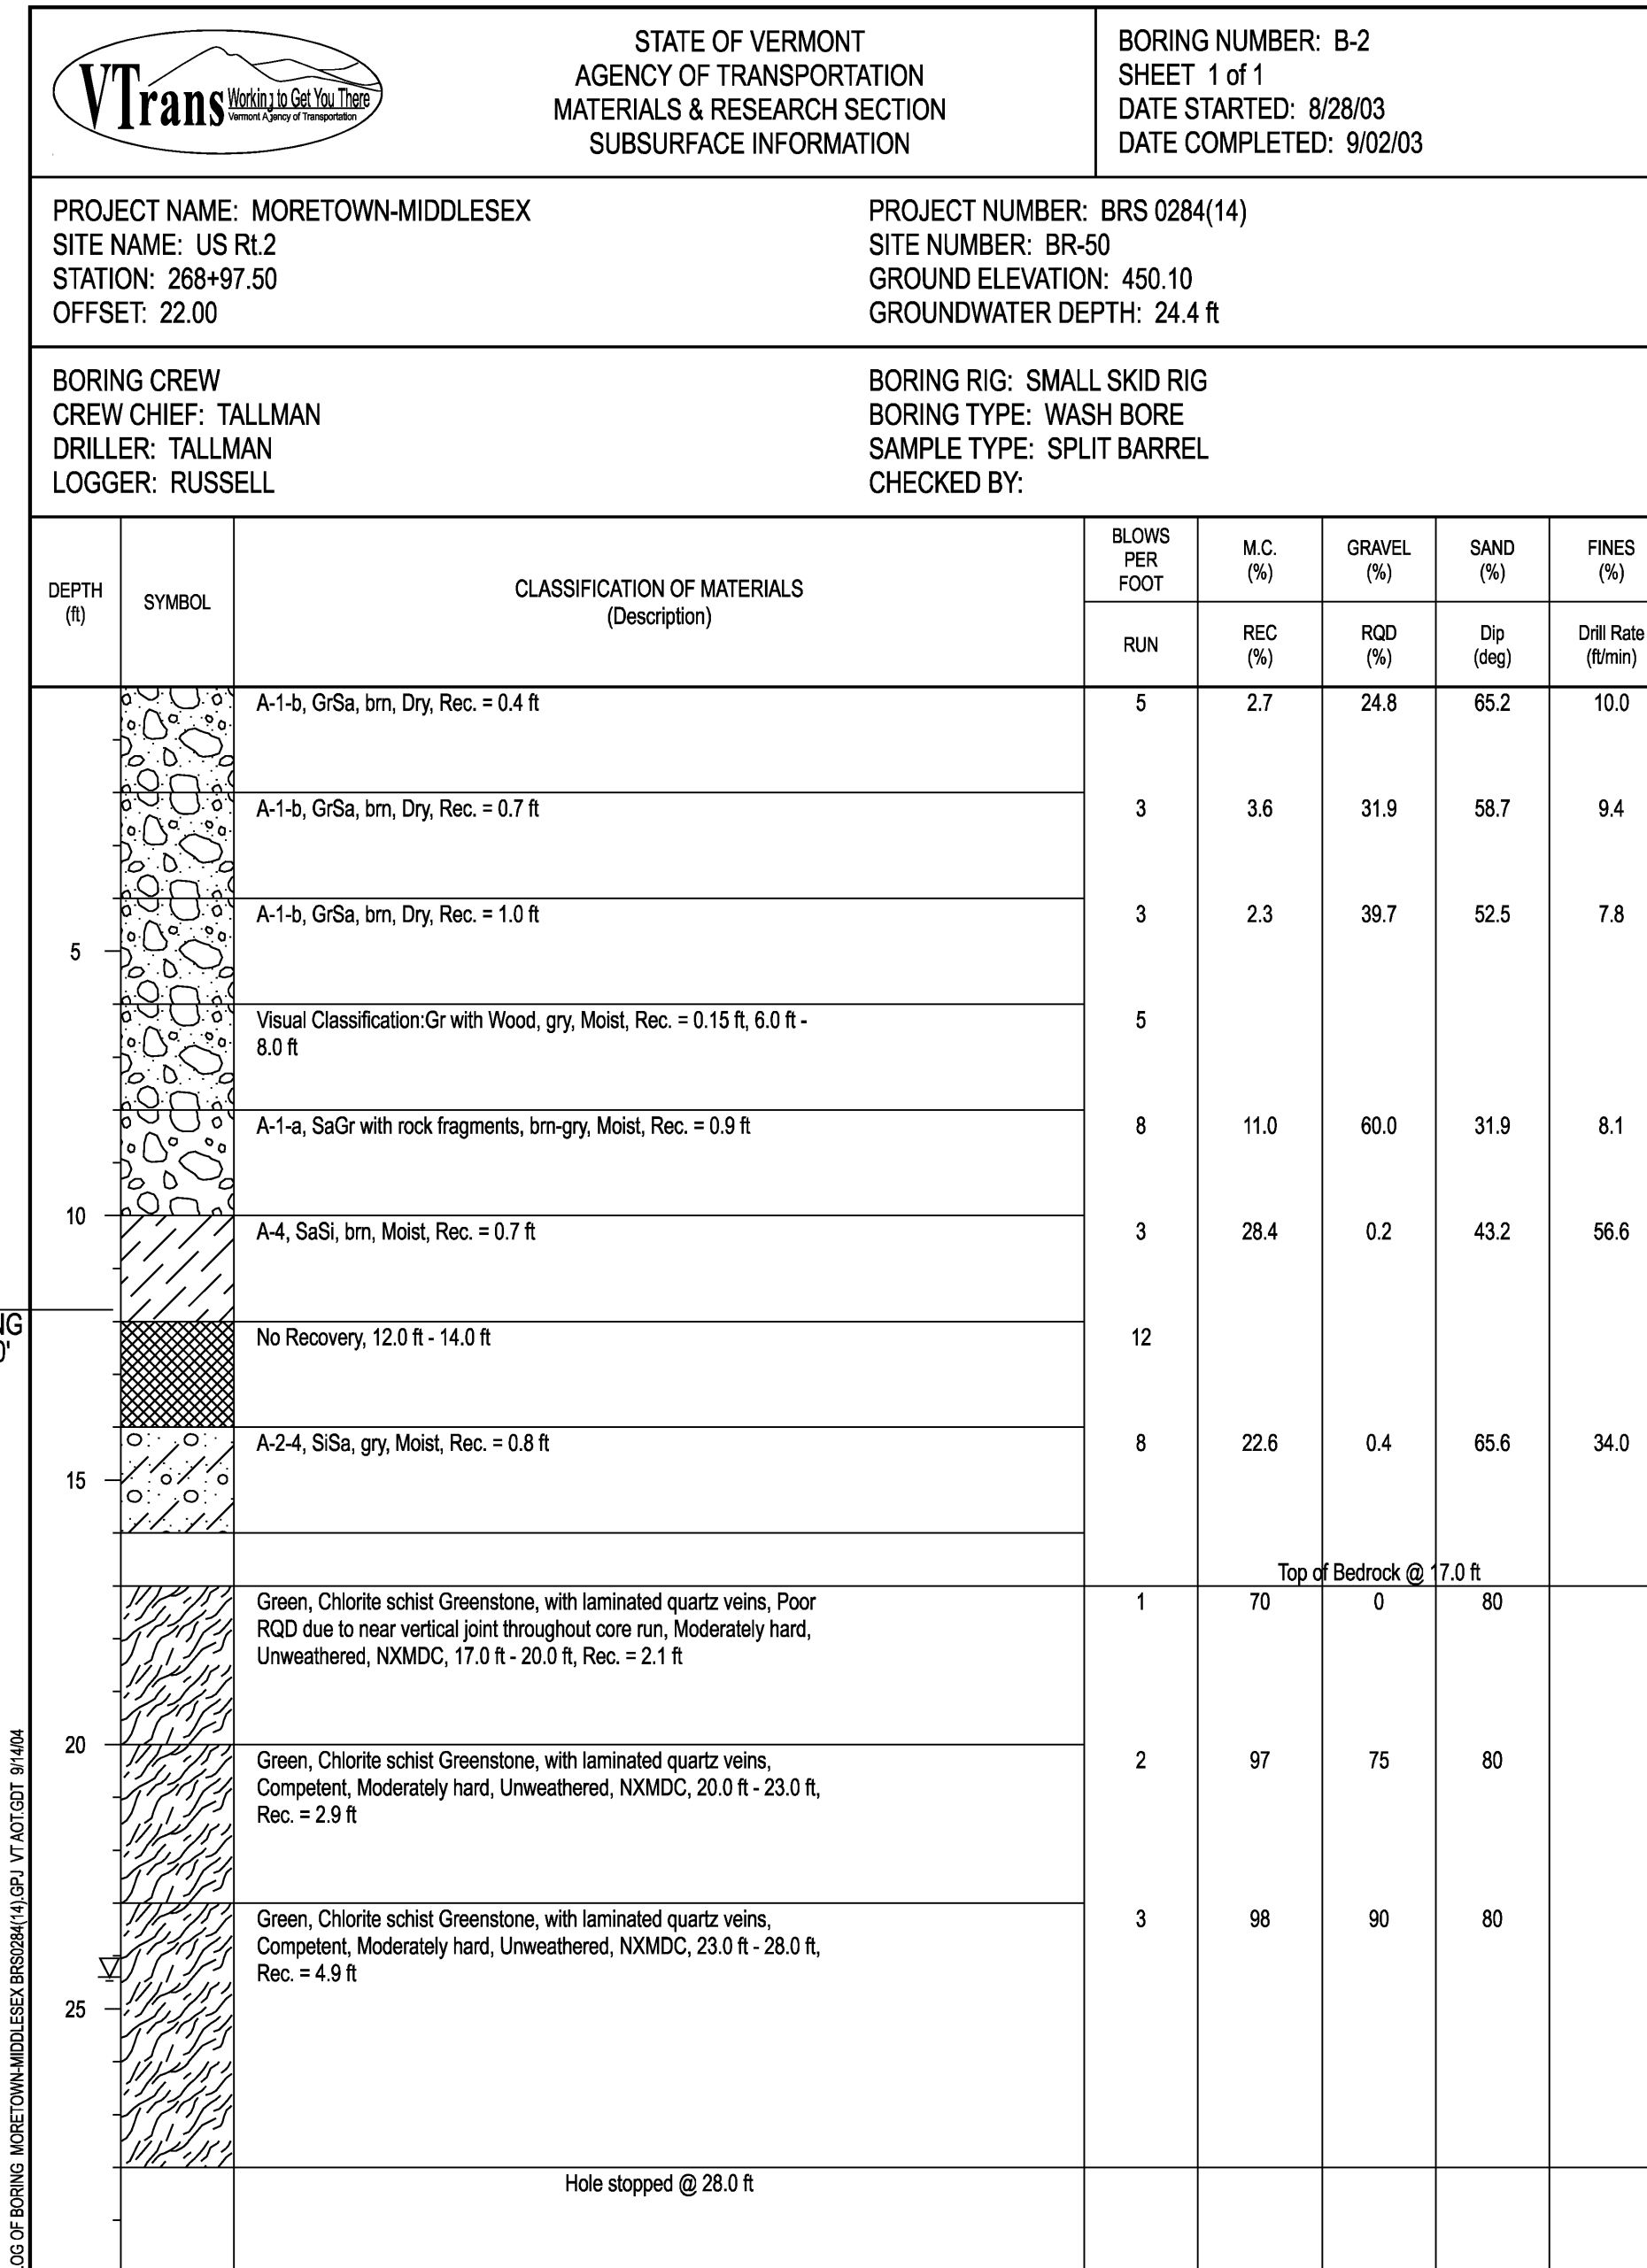 VTrans Working to Get You There
Vermont Agency of Transportation
STATE OF VERMONT
AGENCY OF TRANSPORTATION
MATERIALS & RESEARCH SECTION
SUBSURFACE INFORMATION
BORING NUMBER: B-2
SHEET 1 of 1
DATE STARTED: 8/28/03
DATE COMPLETED: 9/02/03
PROJECT NAME: MORETOWN-MIDDLESEX
SITE NAME: US Rt.2
STATION: 268+97.50
OFFSET: 22.00
PROJECT NUMBER: BRS 0284(14)
SITE NUMBER: BR-50
GROUND ELEVATION: 450.10
GROUNDWATER DEPTH: 24.4 ft
BORING CREW
CREW CHIEF: TALLMAN
DRILLER: TALLMAN
LOGGER: RUSSELL
BORING RIG: SMALL SKID RIG
BORING TYPE: WASH BORE
SAMPLE TYPE: SPLIT BARREL
CHECKED BY:
DEPTH
(ft)
SYMBOL
CLASSIFICATION OF MATERIALS
(Description)
BLOWS
PER
FOOT
RUN
M.C.
(%)
REC
(%)
GRAVEL
(%)
RQD
(%)
SAND
(%)
Dip
(deg)
FINES
(%)
Drill Rate
(ft/min)
A-1-b, GrSa, brn, Dry, Rec. = 0.4 ft 5 2.7 24.8 65.2 10.0
A-1-b, GrSa, brn, Dry, Rec. = 0.7 ft 3 3.6 31.9 58.7 9.4
A-1-b, GrSa, brn, Dry, Rec. = 1.0 ft 3 2.3 39.7 52.5 7.8
5
Visual Classification:Gr with Wood, gry, Moist, Rec. = 0.15 ft, 6.0 ft - 5
8.0 ft
A-1-a, SaGr with rock fragments, brn-gry, Moist, Rec. = 0.9 ft 8 11.0 60.0 31.9 8.1
10
A-4, SaSi, brn, Moist, Rec. = 0.7 ft 3 28.4 0.2 43.2 56.6
No Recovery, 12.0 ft - 14.0 ft 12
A-2-4, SiSa, gry, Moist, Rec. = 0.8 ft 8 22.6 0.4 65.6 34.0
15
Top of Bedrock @ 17.0 ft
Green, Chlorite schist Greenstone, with laminated quartz veins, Poor 1 70 0 80
RQD due to near vertical joint throughout core run, Moderately hard,
Unweathered, NXMDC, 17.0 ft - 20.0 ft, Rec. = 2.1 ft
20
Green, Chlorite schist Greenstone, with laminated quartz veins, 2 97 75 80
Competent, Moderately hard, Unweathered, NXMDC, 20.0 ft - 23.0 ft,
Rec. = 2.9 ft
Green, Chlorite schist Greenstone, with laminated quartz veins, 3 98 90 80
Competent, Moderately hard, Unweathered, NXMDC, 23.0 ft - 28.0 ft,
Rec. = 4.9 ft
25
Hole stopped @ 28.0 ft
OF BORING MORETOWN-MIDDLESEX BRS0284(14).GPJ VT AOT.GDT 9/14/04